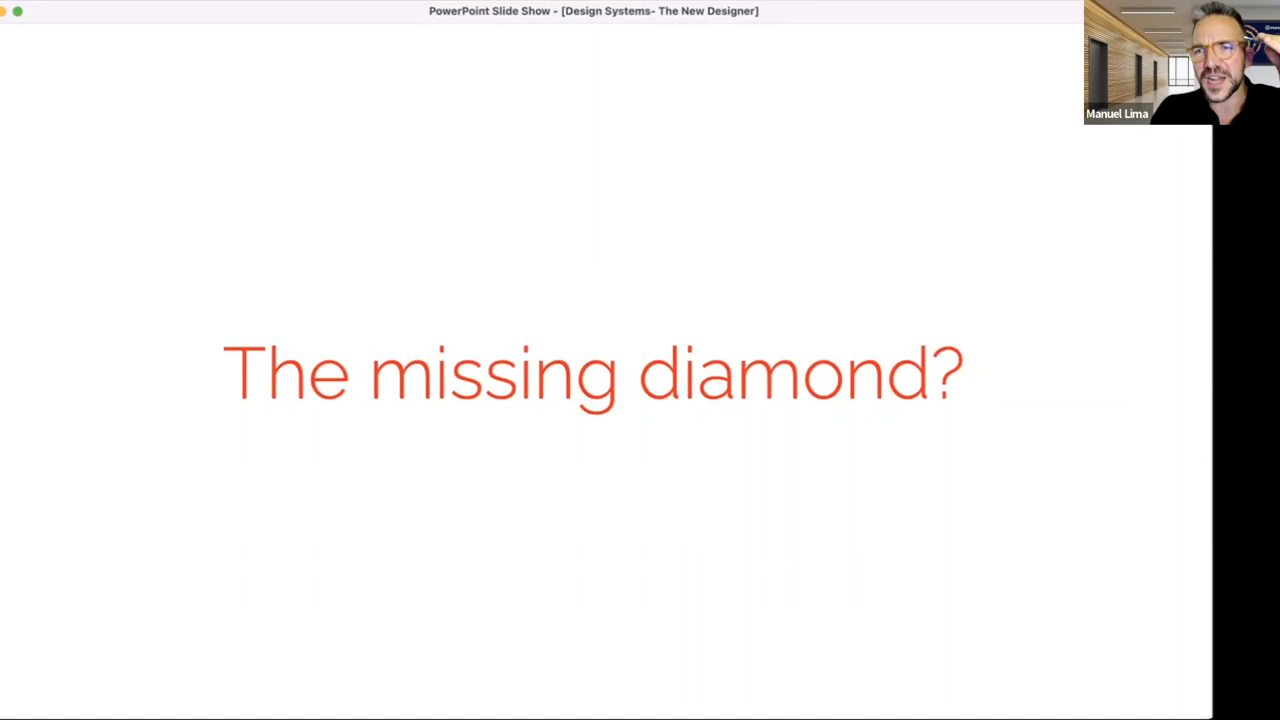 PowerPoint Slide Show - [Design Systems- The New Designer]
Manuel Lima
The missing diamond?